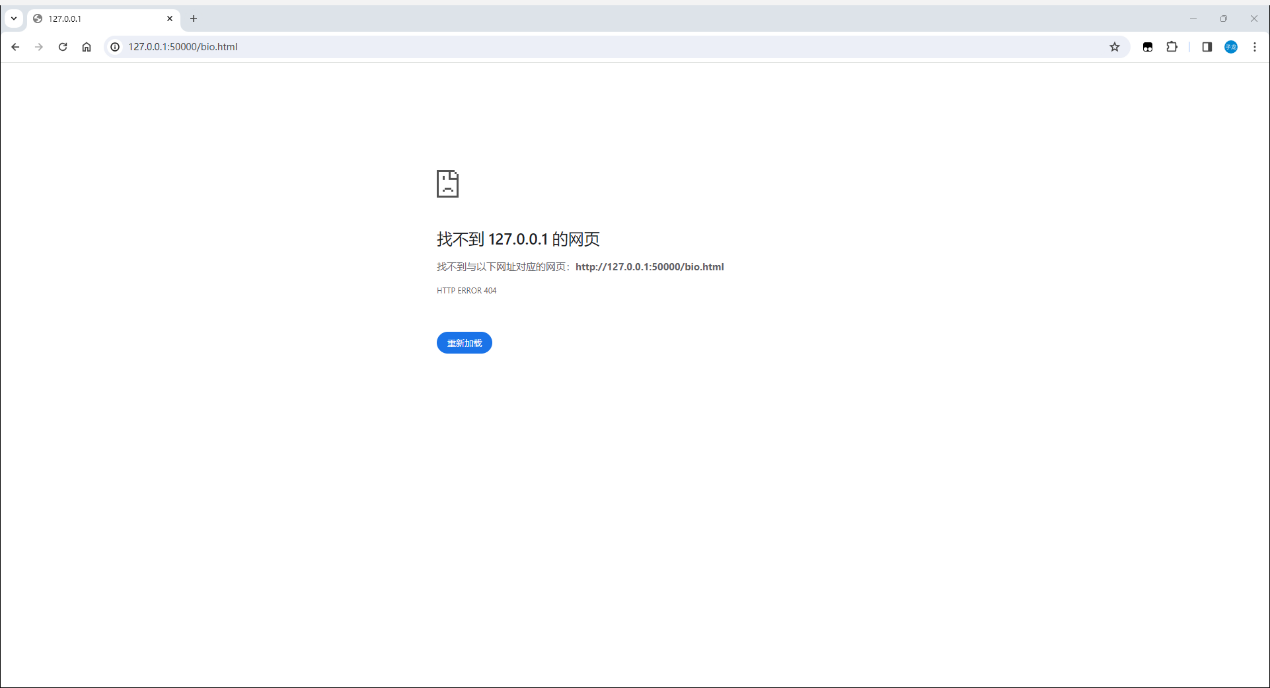 127.0.0.1
127.0.0.1:50000/bio.html
找不到 127.0.0.1 的网页
找不到与以下网址对应的网页：http://127.0.0.1:50000/bio.html
HTTP ERROR 404
重新加载